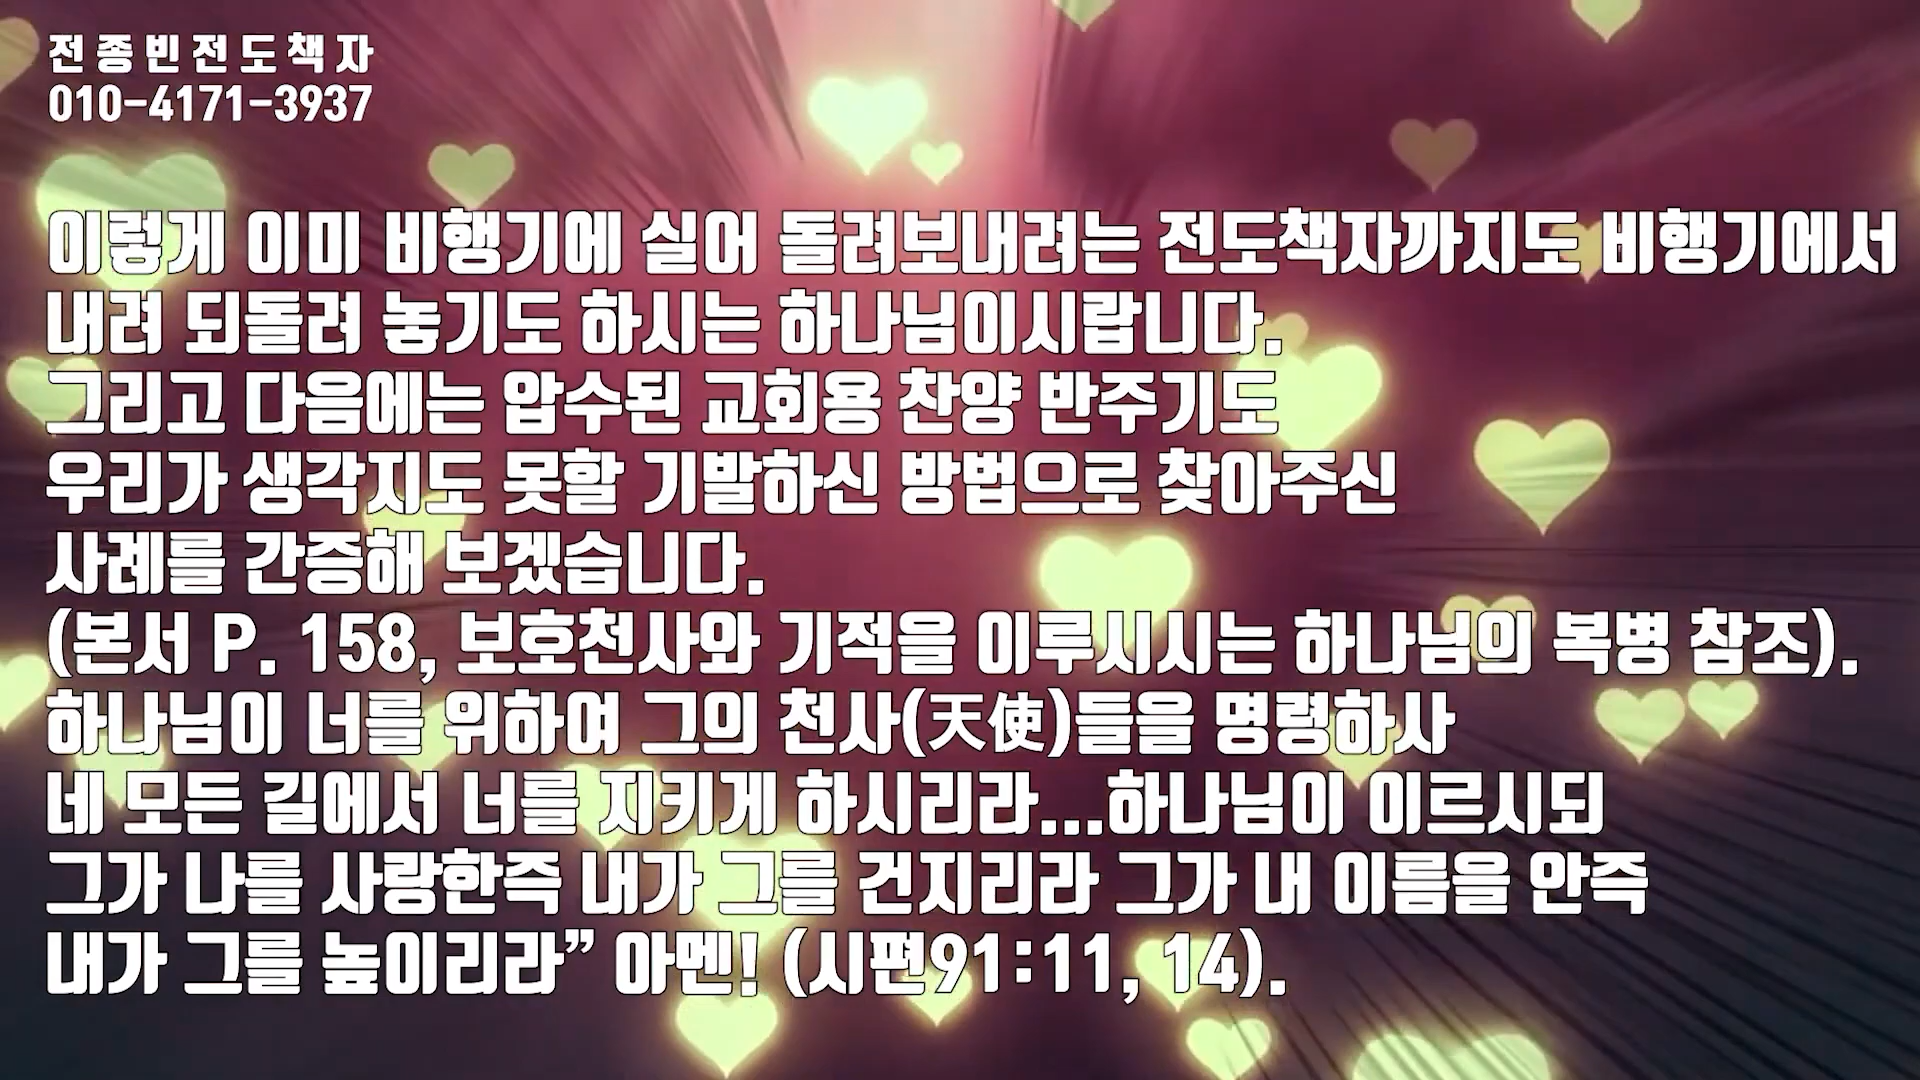 전종빈전도책자
010-4171-3937
이렇게 이미 비행기에 실어 돌려보내려는 전도책자까지도 비행기에서
내려 되돌려 놓기도 하시는 하나님이시랍니다.
그리고 다음에는 압수된 교회용 찬양 반주기도
우리가 생각지도 못할 기발하신 방법으로 찾아주신
사례를 간증해 보겠습니다.
(본서 P. 158, 보호천사와 기적을 이루시시는 하나님의 복병 참조).
하나님이 너를 위하여 그의 천사(天使)들을 명령하사
네 모든 길에서 너를 지키게 하시리라...하나님이 이르시되
그가 나를 사랑한즉 내가 그를 건지리라 그가 내 이름을 안즉
내가 그를 높이리라” 아멘! (시편91:11, 14).